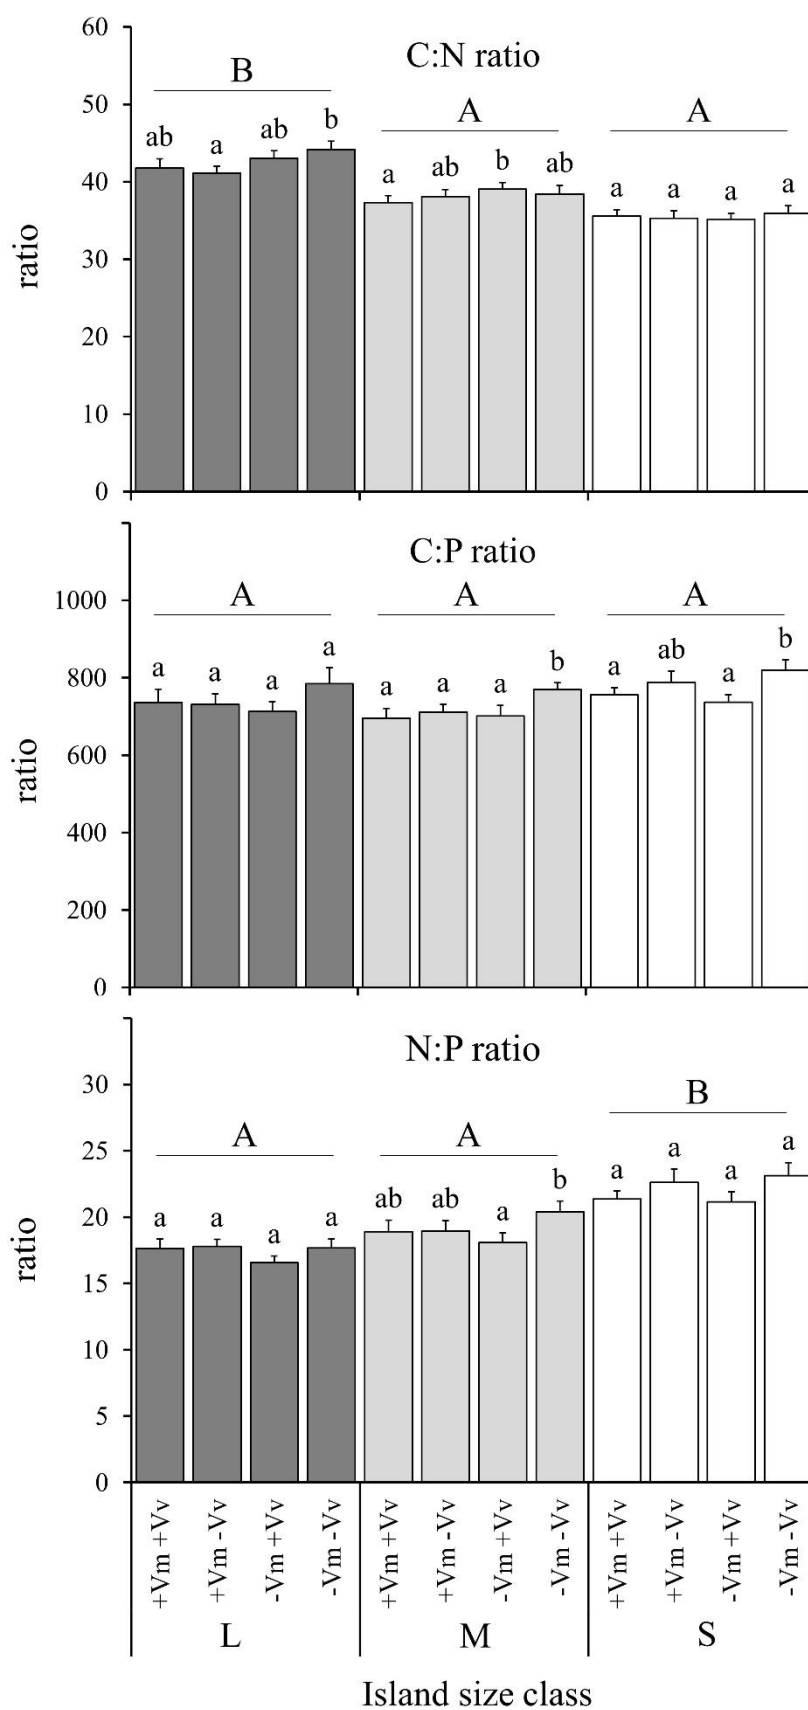 C:N ratio
60
50
40
30
20
10
0
ratio
B
A
A
ab
a
ab
b
a
ab
b
ab
a
a
a
a
C:P ratio
1000
800
600
400
200
0
ratio
A
A
A
a
a
a
a
a
a
a
b
a
ab
a
b
N:P ratio
30
25
20
15
10
5
0
ratio
A
A
B
a
a
a
a
ab
ab
a
b
a
a
a
a
+Vm +Vv
+Vm -Vv
-Vm +Vv
-Vm -Vv
+Vm +Vv
+Vm -Vv
-Vm +Vv
-Vm -Vv
+Vm +Vv
+Vm -Vv
-Vm +Vv
-Vm -Vv
L
M
S
Island size class